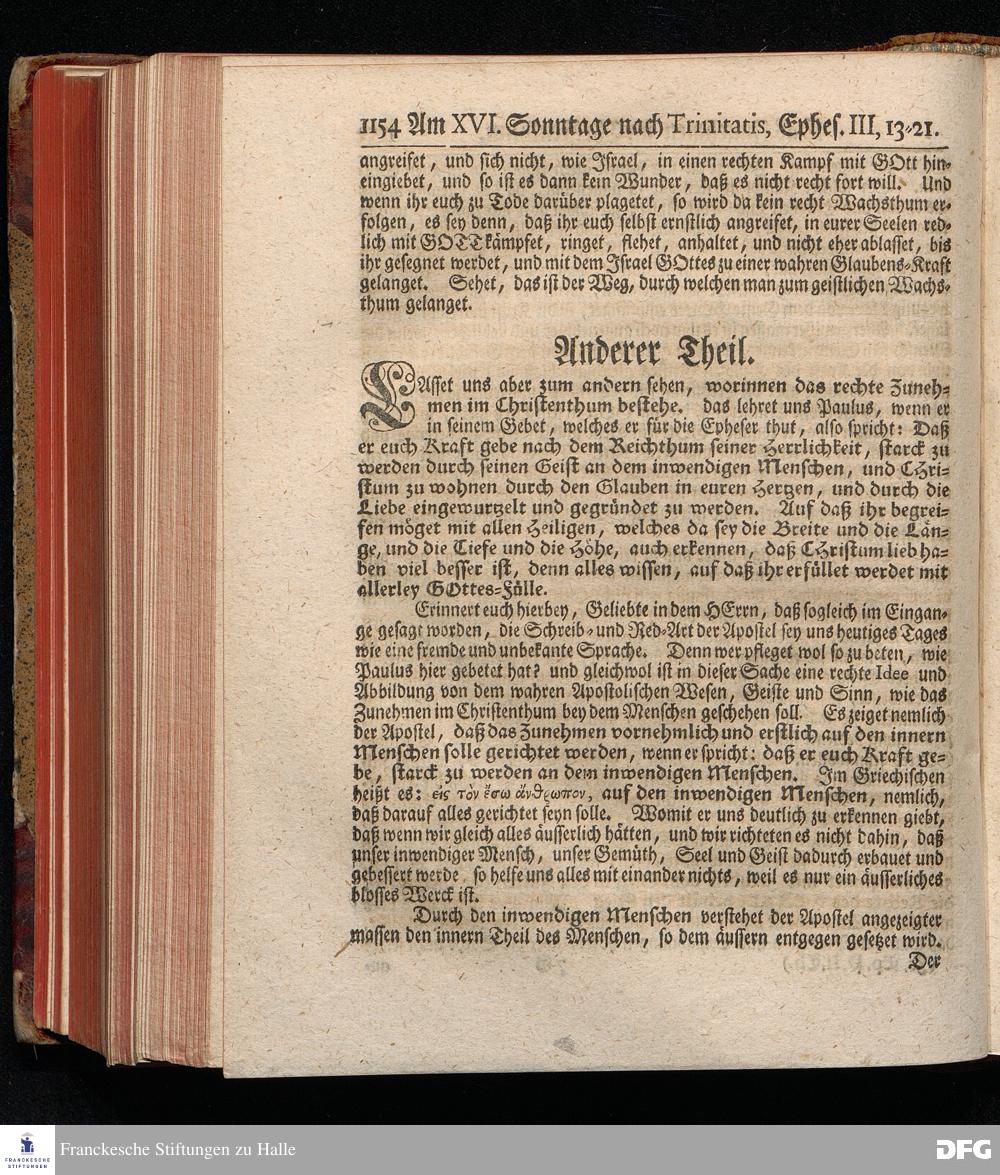 1154 Am XVI. Sonntage nach Trinitatis, Ephes. III, 13-21.
angreifet, und sich nicht, wie Israel, in einen rechten Kampf mit GOtt hin-
eingiebet, und so ist es dann kein Wunder, daß es nicht recht fort will. Und
wenn ihr euch zu Tode darüber plagetet, so wird da kein recht Wachsthum er-
folgen, es sey denn, daß ihr euch selbst ernstlich angreifet, in eurer Seelen red-
lich mit GOTT kämpfet, ringet, flehet, anhaltet, und nicht eher ablasset, bis
ihr gesegnet werdet, und mit dem Israel GOttes zu einer wahren Glaubens-Kraft
gelanget. Sehet, das ist der Weg, durch welchen man zum geistlichen Wachs-
thum gelanget.
Anderer Theil.
LAsset uns aber zum andern sehen, worinnen das rechte Zuneh-
men im Christenthum bestehe. das lehret uns Paulus, wenn er
in seinem Gebet, welches er für die Epheser thut, also spricht: Daß
er euch Kraft gebe nach dem Reichthum seiner Herrlichkeit, starck zu
werden durch seinen Geist an dem inwendigen Menschen, und CHri-
stum zu wohnen durch den Glauben in euren Hertzen, und durch die
Liebe eingewurtzelt und gegründet zu werden. Auf daß ihr begrei-
fen möget mit allen Heiligen, welches da sey die Breite und die Län-
ge, und die Tiefe und die Höhe, auch erkennen, daß CHristum lieb ha-
ben viel besser ist, denn alles wissen, auf daß ihr erfüllet werdet mit
allerley GOttes-Fülle.
Erinnert euch hierbey, Geliebte in dem HErrn, daß sogleich im Eingan-
ge gesagt worden, die Schreib- und Red-Art der Apostel sey uns heutiges Tages
wie eine fremde und unbekante Sprache. Denn wer pfleget wol so zu beten, wie
Paulus hier gebetet hat? und gleichwol ist in dieser Sache eine rechte Idee und
Abbildung von dem wahren Apostolischen Wesen, Geiste und Sinn, wie das
Zunehmen im Christenthum bey dem Menschen geschehen soll. Es zeiget nemlich
der Apostel, daß das Zunehmen vornehmlich und erstlich auf den innern
Menschen solle gerichtet werden, wenn er spricht: daß er euch Kraft ge-
be, starck zu werden an dem inwendigen Menschen. Im Griechischen
heißt es: εἰς τὸν ἔσω ἄνθρωπον, auf den inwendigen Menschen, nemlich,
daß darauf alles gerichtet seyn solle. Womit er uns deutlich zu erkennen giebt,
daß wenn wir gleich alles äusserlich hätten, und wir richteten es nicht dahin, daß
unser inwendiger Mensch, unser Gemüth, Seel und Geist dadurch erbauet und
gebessert werde, so helfe uns alles mit einander nichts, weil es nur ein äusserliches
blosses Werck ist.
Durch den inwendigen Menschen verstehet der Apostel angezeigter
massen den innern Theil des Menschen, so dem äussern entgegen gesetzet wird.
Der
FRANCKESCHE
STIFTUNGEN
Franckesche Stiftungen zu Halle
DFG